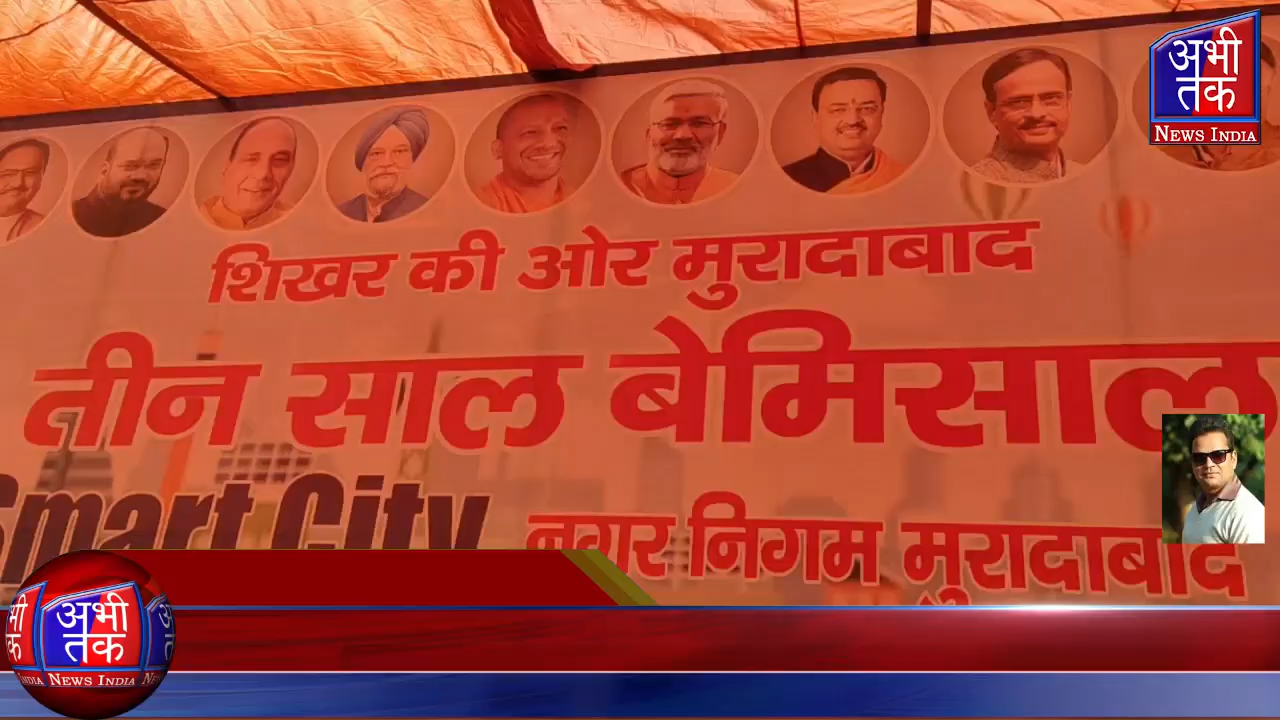 अभी
तक
NEWS INDIA
शिखर की ओर मुरादाबाद
तीन साल बेमिसाल
Smart City
नगर निगम मुरादाबाद
अभी
तक
NEWS INDIA